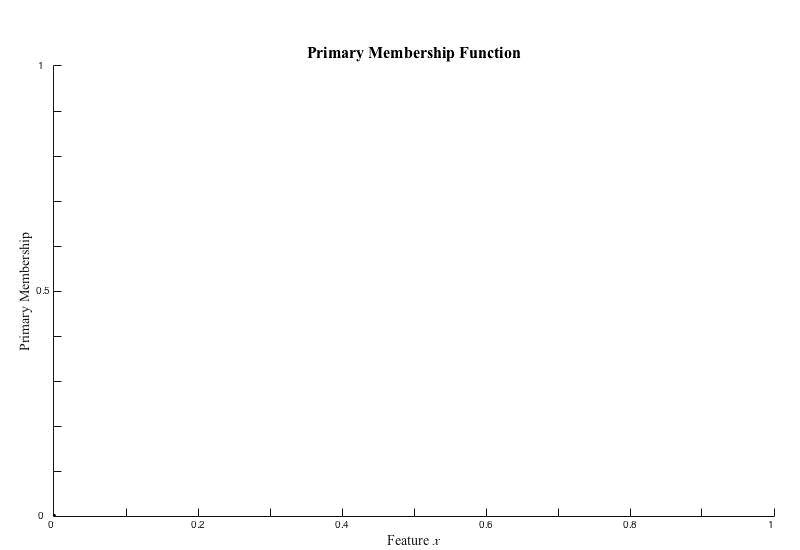 Primary Membership Function
1
0.5
0
Primary Membership
0 0.2 0.4 0.6 0.8 1
Feature x